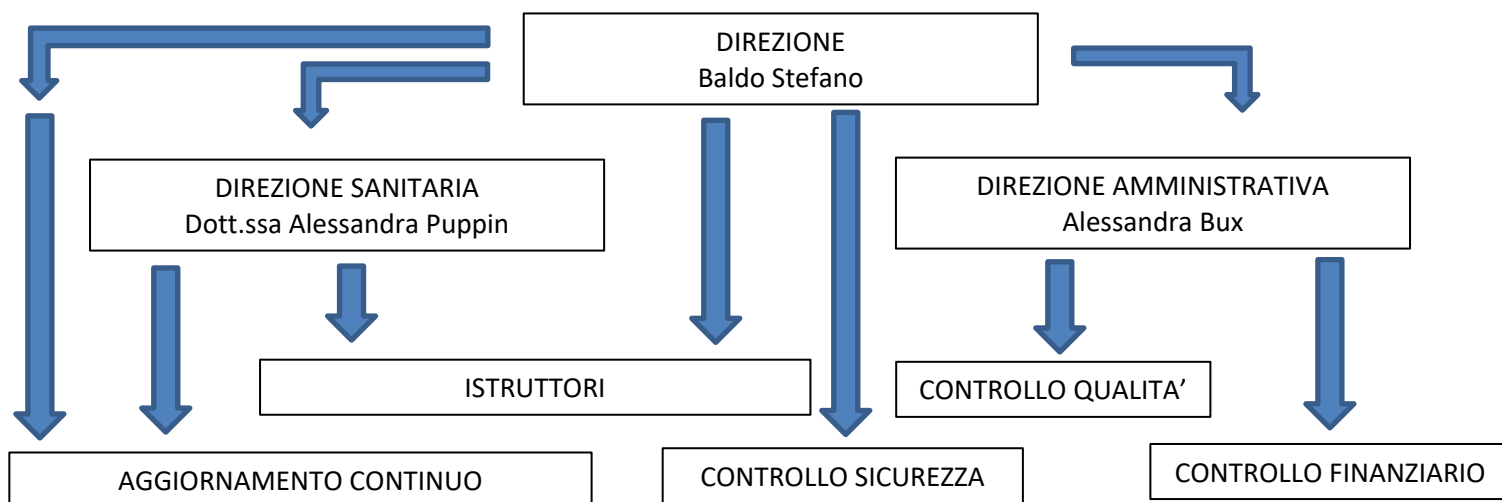 DIREZIONE
Baldo Stefano
DIREZIONE SANITARIA
Dott.ssa Alessandra Puppin
DIREZIONE AMMINISTRATIVA
Alessandra Bux
ISTRUTTORI
CONTROLLO QUALITA’
AGGIORNAMENTO CONTINUO
CONTROLLO SICUREZZA
CONTROLLO FINANZIARIO